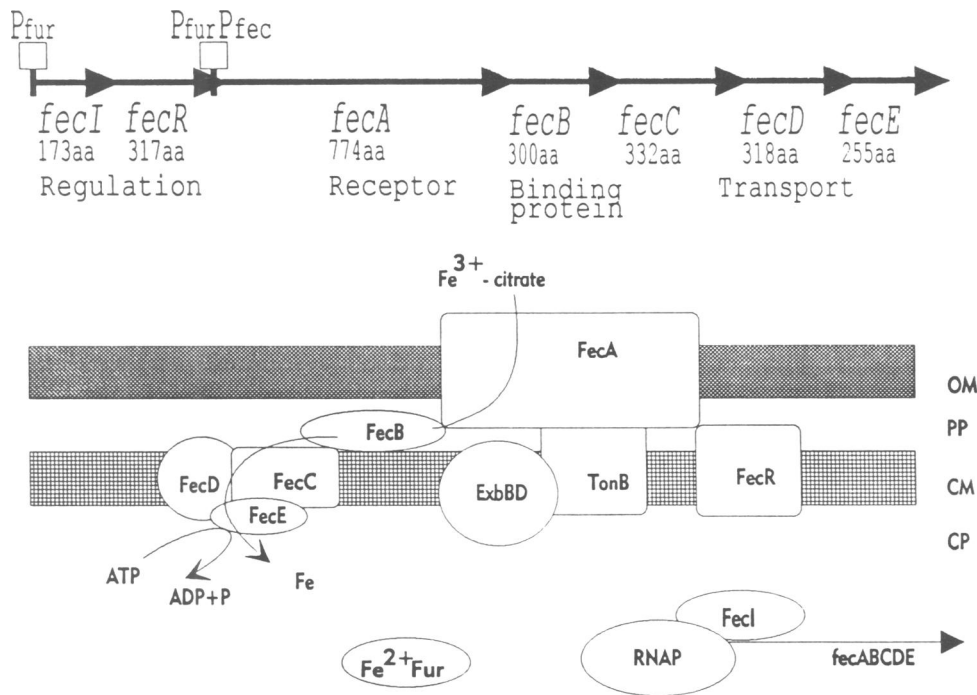 Pfur PfurPfec
fecI fecR fecA fecB fecC fecD fecE
173aa 317aa 774aa 300aa 332aa 318aa 255aa
Regulation Receptor Binding protein Transport
Fe3+ - citrate
FecA
OM
FecB
PP
FecD FecC ExbBD TonB FecR CM
FecE
CP
ATP Fe
ADP+P
FecI
Fe2+Fur RNAP fecABCDE